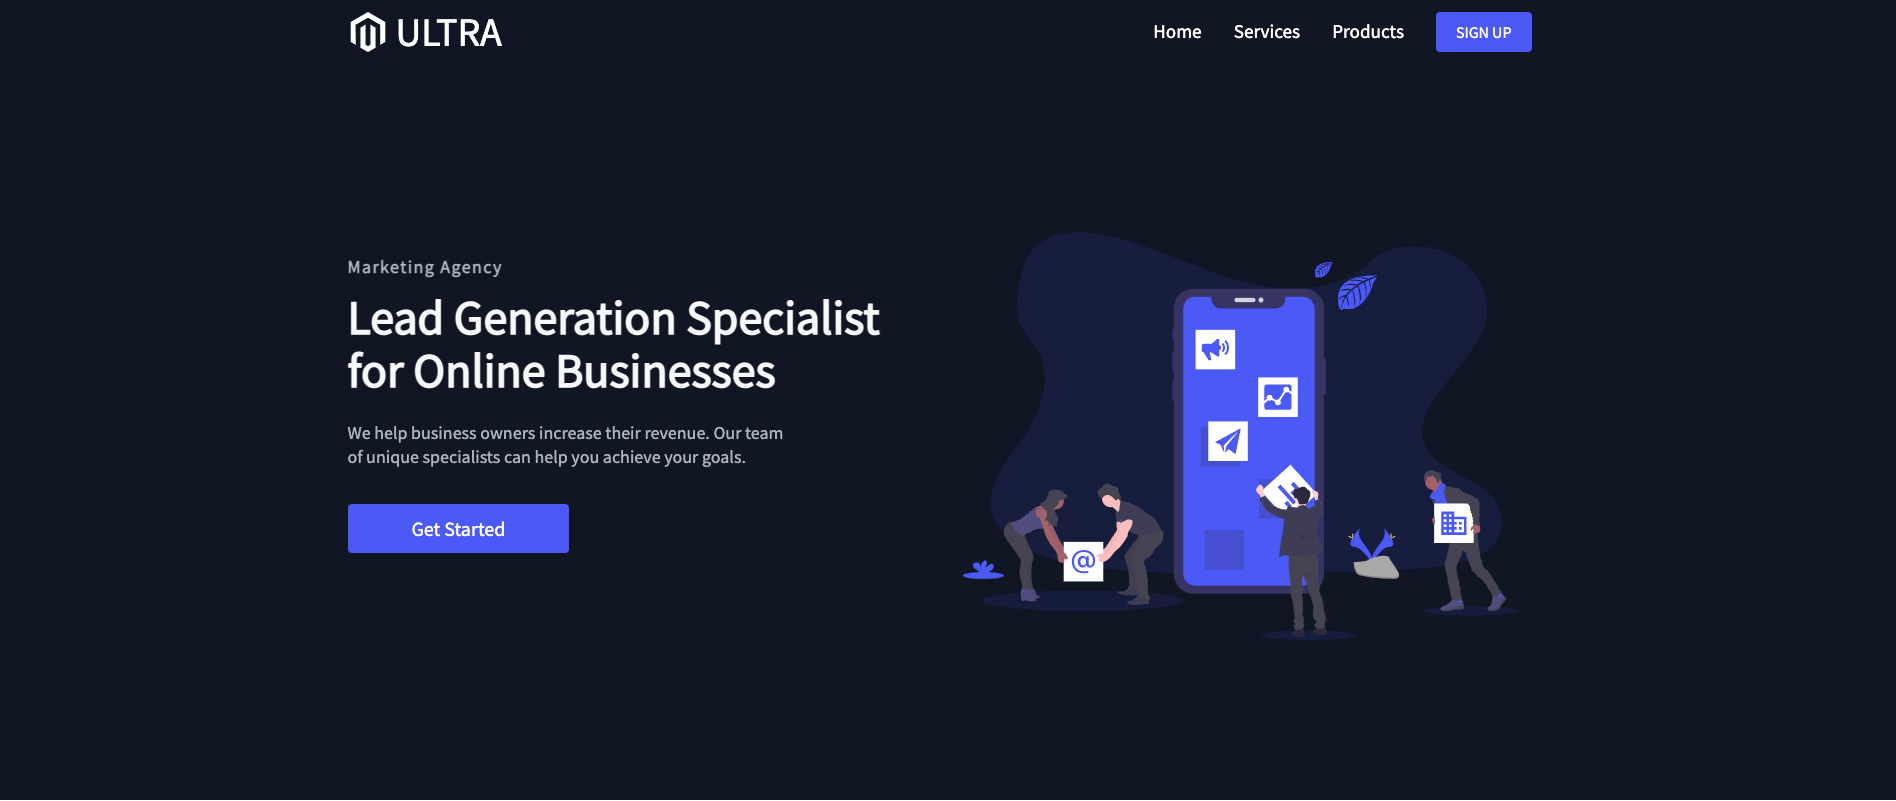 ULTRA
Home
Services
Products
SIGN UP
Marketing Agency
Lead Generation Specialist
for Online Businesses
We help business owners increase their revenue. Our team
of unique specialists can help you achieve your goals.
Get Started
@